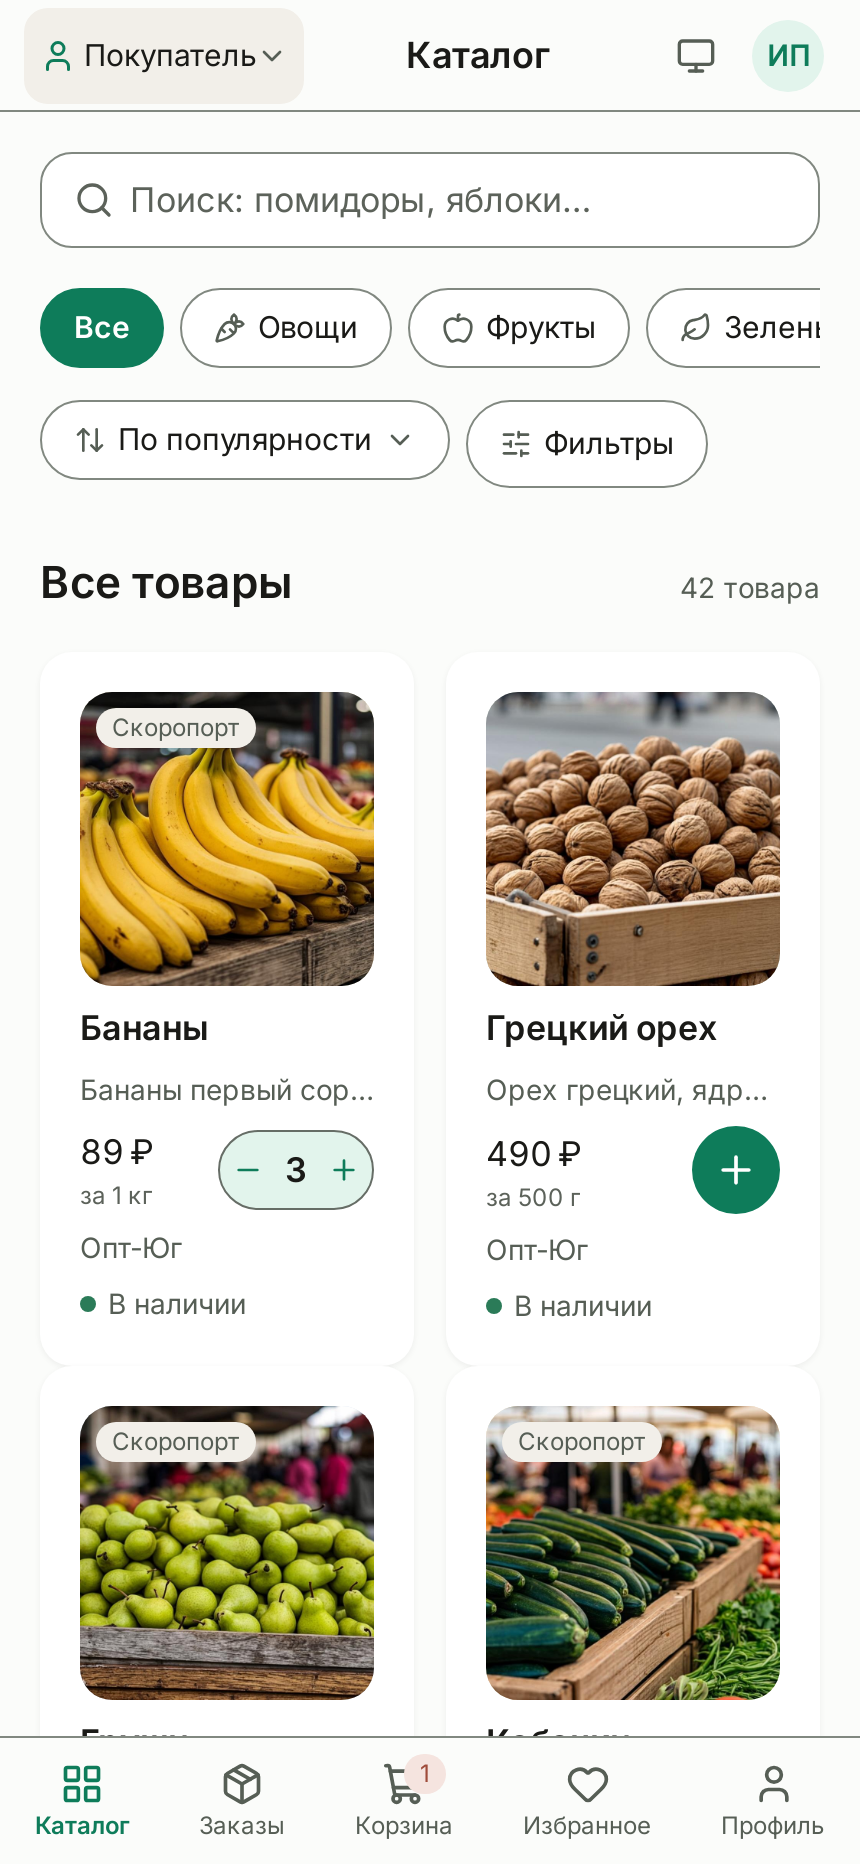 Покупатель
Каталог
ИП
Поиск: помидоры, яблоки...
Все
Овощи
Фрукты
Зелень
По популярности
Фильтры
Все товары
42 товара
Скоропорт
Бананы
Бананы первый сор...
89 ₽
за 1 кг
3
Опт-Юг
В наличии
Грецкий орех
Орех грецкий, ядр...
490 ₽
за 500 г
Опт-Юг
В наличии
Скоропорт
Скоропорт
Каталог
Заказы
1
Корзина
Избранное
Профиль